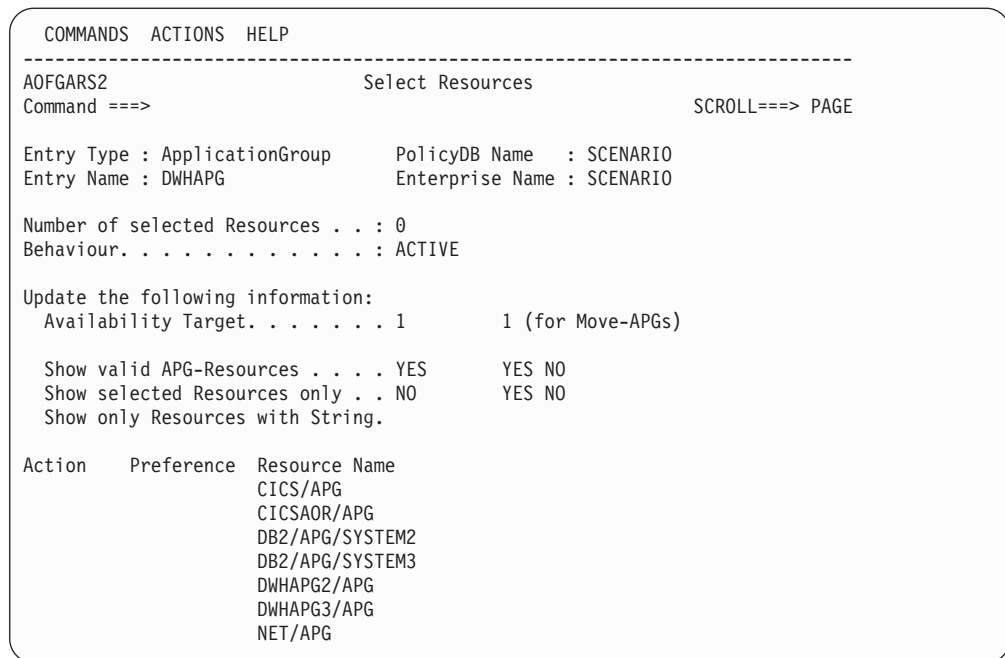 COMMANDS  ACTIONS  HELP
------------------------------------------------------------------------------
AOFGARS2                        Select Resources
Command ===>                                                   SCROLL===> PAGE
Entry Type : ApplicationGroup      PolicyDB Name   : SCENARIO
Entry Name : DWHAPG                Enterprise Name : SCENARIO
Number of selected Resources . . : 0
Behaviour. . . . . . . . . . . . : ACTIVE
Update the following information:
Availability Target. . . . . . . 1         1 (for Move-APGs)
Show valid APG-Resources . . . . YES       YES NO
Show selected Resources only . . NO        YES NO
Show only Resources with String.
Action    Preference  Resource Name
CICS/APG
CICSAOR/APG
DB2/APG/SYSTEM2
DB2/APG/SYSTEM3
DWHAPG2/APG
DWHAPG3/APG
NET/APG